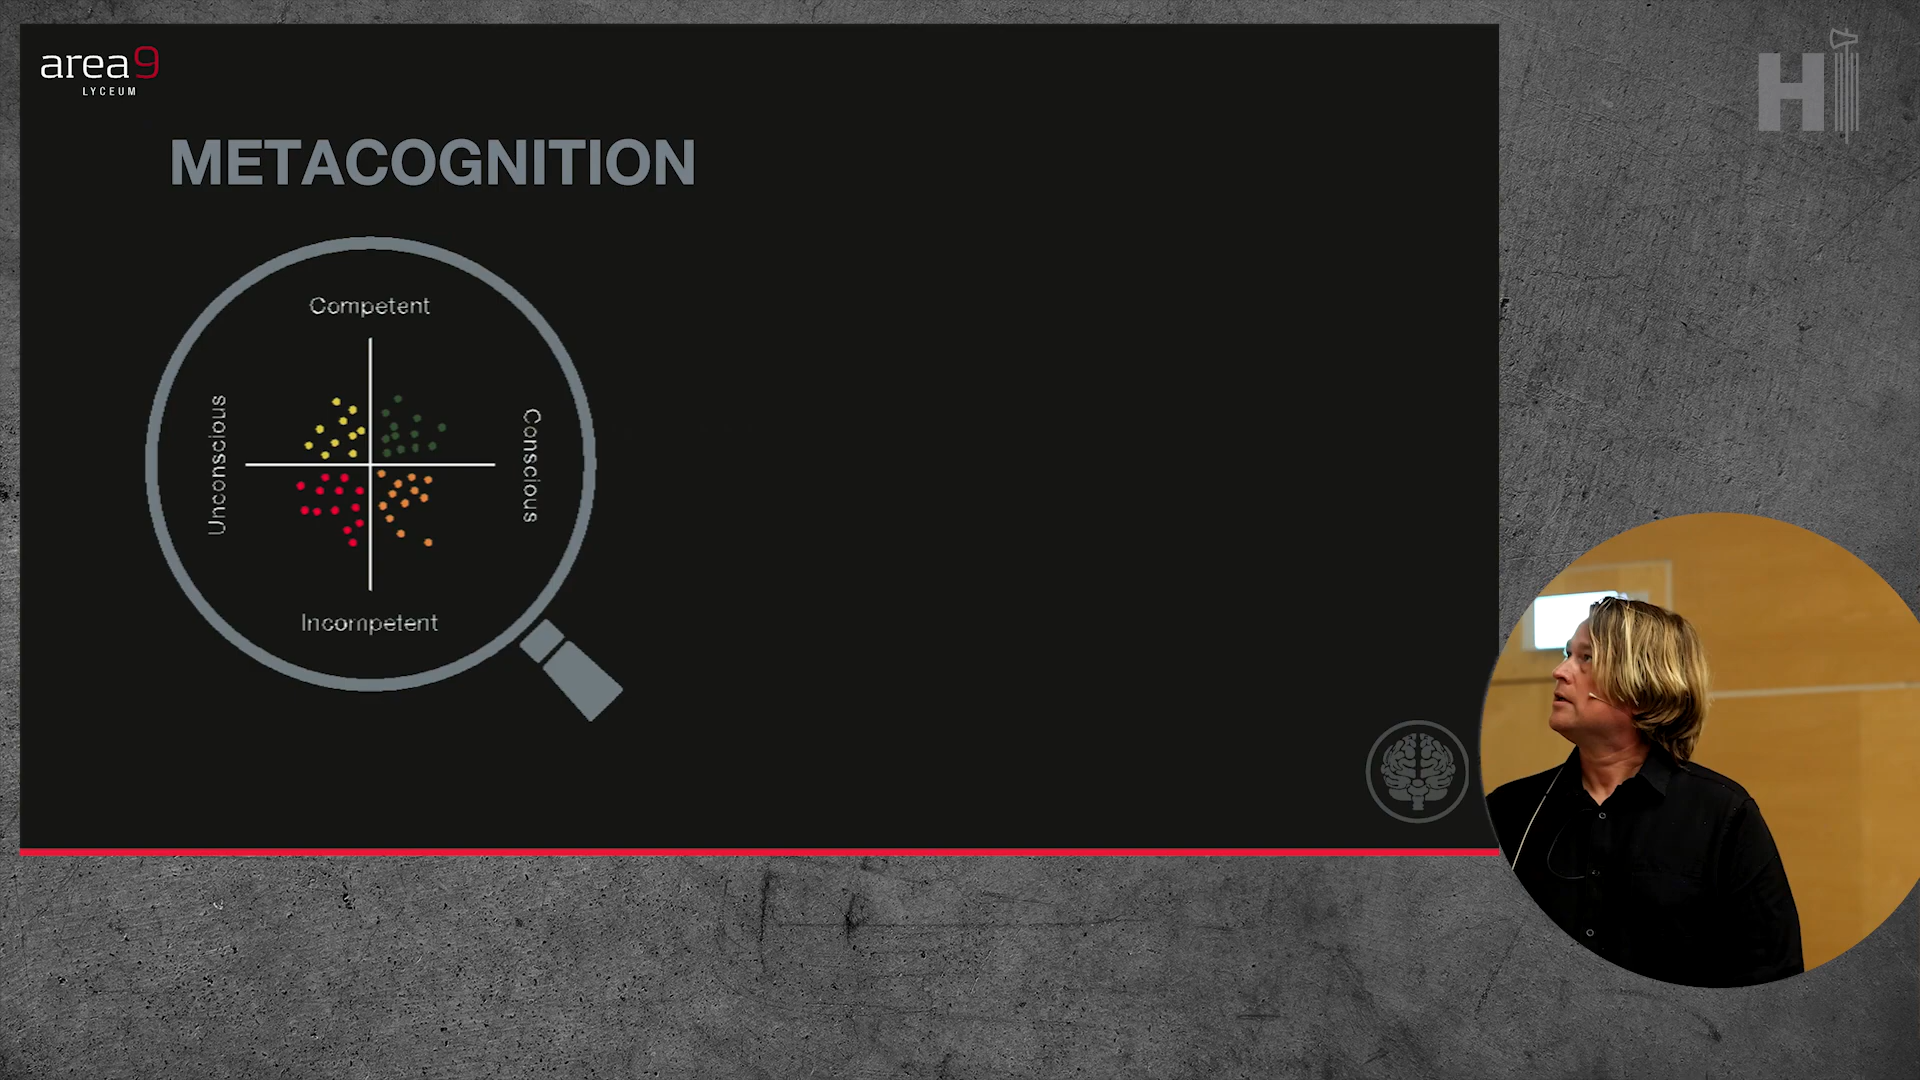 area9
LYCEUM
METACOGNITION
Competent
Unconscious
Conscious
Incompetent
H